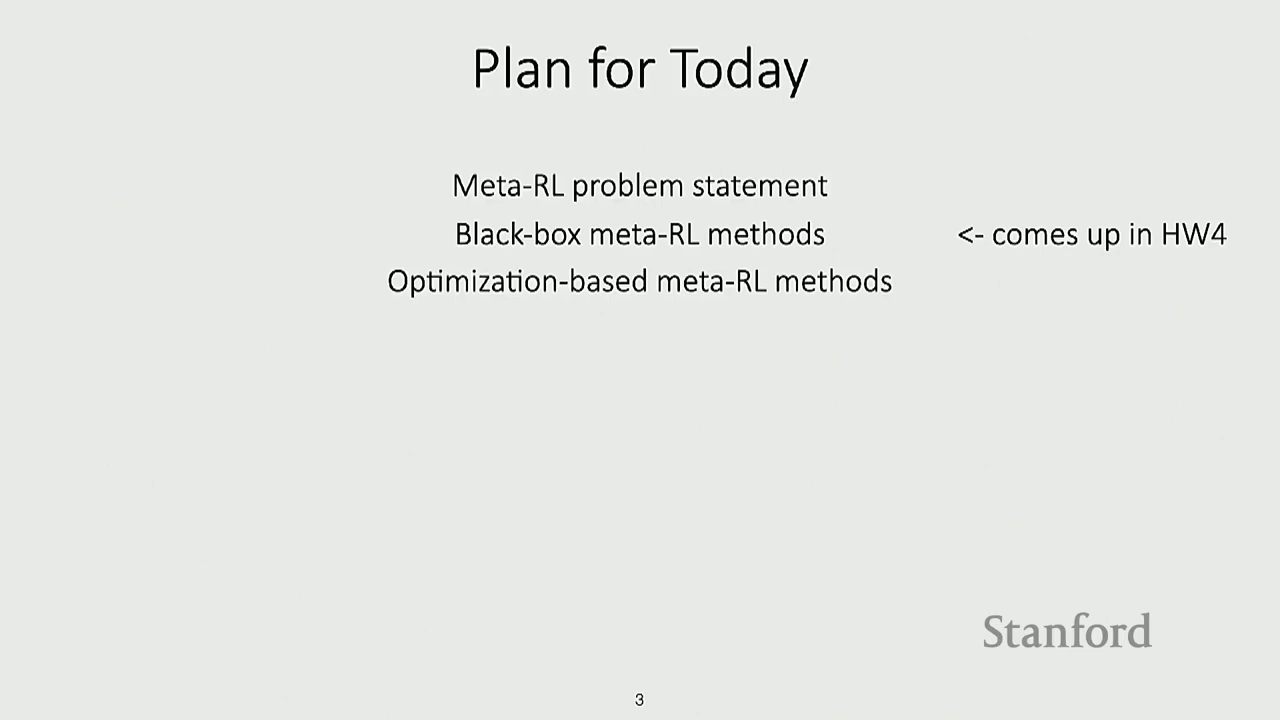 Plan for Today
Meta-RL problem statement
Black-box meta-RL methods <- comes up in HW4
Optimization-based meta-RL methods
Stanford
3